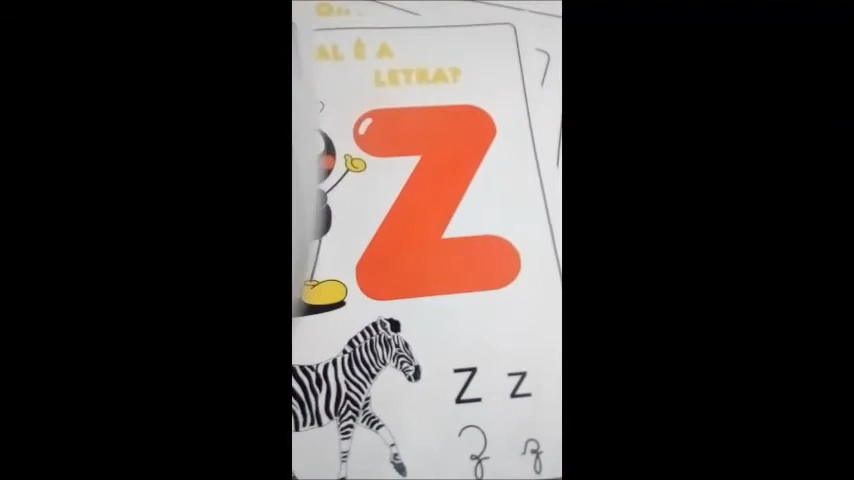 AL É A
LETRA?
Z
Z z
Z z